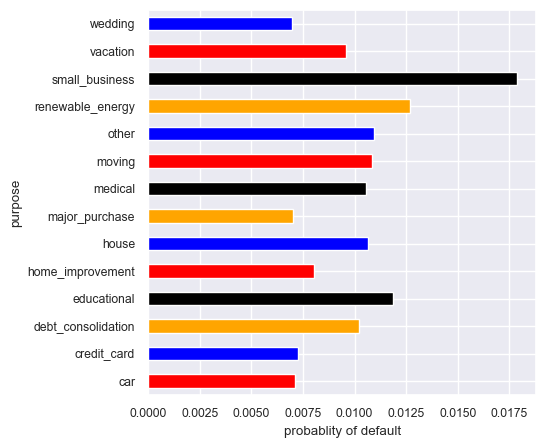 wedding
vacation
small_business
renewable_energy
other
moving
medical
major_purchase
house
home_improvement
educational
debt_consolidation
credit_card
car
purpose
0.0000 0.0025 0.0050 0.0075 0.0100 0.0125 0.0150 0.0175
probablity of default